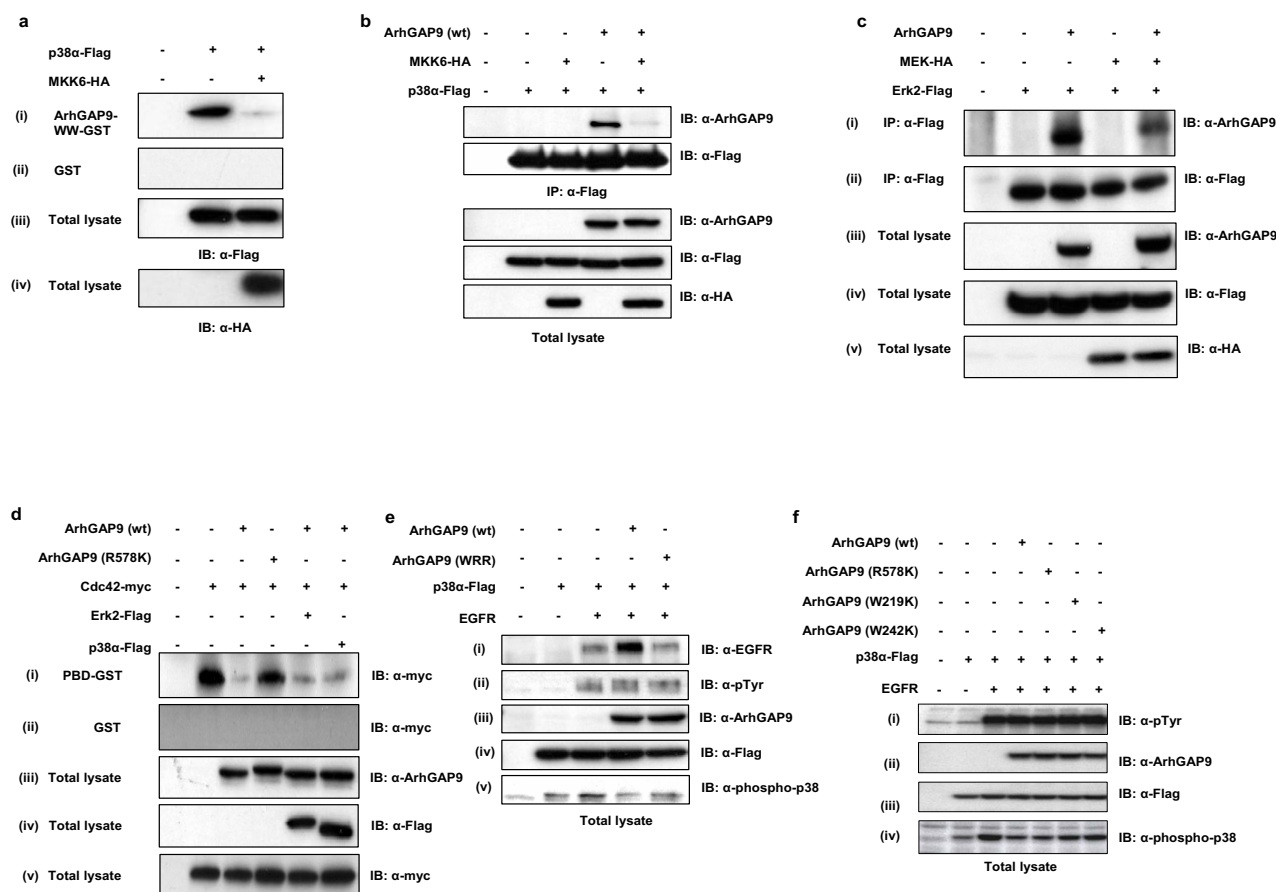 a
p38α-Flag - + +
MKK6-HA - - +
(i) ArhGAP9-
WW-GST
(ii) GST
(iii) Total lysate
IB: α-Flag
(iv) Total lysate
IB: α-HA
b
ArhGAP9 (wt) - - - + +
MKK6-HA - - + - +
p38α-Flag - + + + +
IB: α-ArhGAP9
IB: α-Flag
IP: α-Flag
IB: α-ArhGAP9
IB: α-Flag
IB: α-HA
Total lysate
c
ArhGAP9 - - + - +
MEK-HA - - - + +
Erk2-Flag - + + + +
(i) IP: α-Flag IB: α-ArhGAP9
(ii) IP: α-Flag IB: α-Flag
(iii) Total lysate IB: α-ArhGAP9
(iv) Total lysate IB: α-Flag
(v) Total lysate IB: α-HA
d
ArhGAP9 (wt) - - + - + +
ArhGAP9 (R578K) - - - + - -
Cdc42-myc - + + + + +
Erk2-Flag - - - - + -
p38α-Flag - - - - - +
(i) PBD-GST IB: α-myc
(ii) GST IB: α-myc
(iii) Total lysate IB: α-ArhGAP9
(iv) Total lysate IB: α-Flag
(v) Total lysate IB: α-myc
e
ArhGAP9 (wt) - - - + -
ArhGAP9 (WRR) - - - - +
p38α-Flag - + + + +
EGFR - - + + +
(i) IB: α-EGFR
(ii) IB: α-pTyr
(iii) IB: α-ArhGAP9
(iv) IB: α-Flag
(v) IB: α-phospho-p38
Total lysate
f
ArhGAP9 (wt) - - - + - - -
ArhGAP9 (R578K) - - - - + - -
ArhGAP9 (W219K) - - - - - + -
ArhGAP9 (W242K) - - - - - - +
p38α-Flag - + + + + + +
EGFR - - + + + + +
(i) IB: α-pTyr
(ii) IB: α-ArhGAP9
(iii) IB: α-Flag
(iv) IB: α-phospho-p38
Total lysate